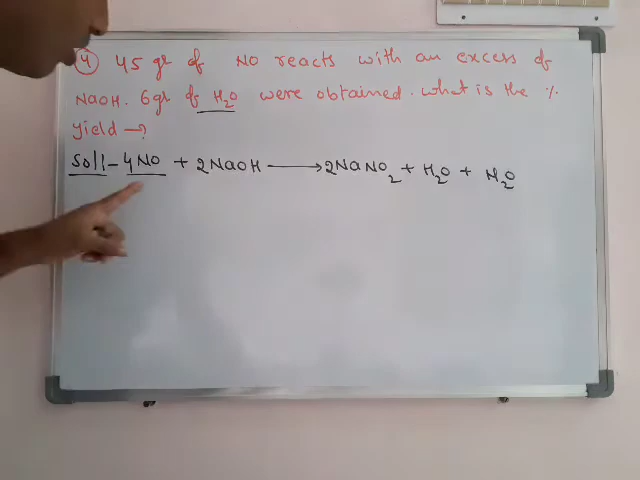 4 45 gr of NO reacts with an excess of
NaOH. 6gr of H2O were obtained. what is the %
yield →?
Soll- 4NO + 2NaOH ⟶ 2NaNO2 + H2O + N2O